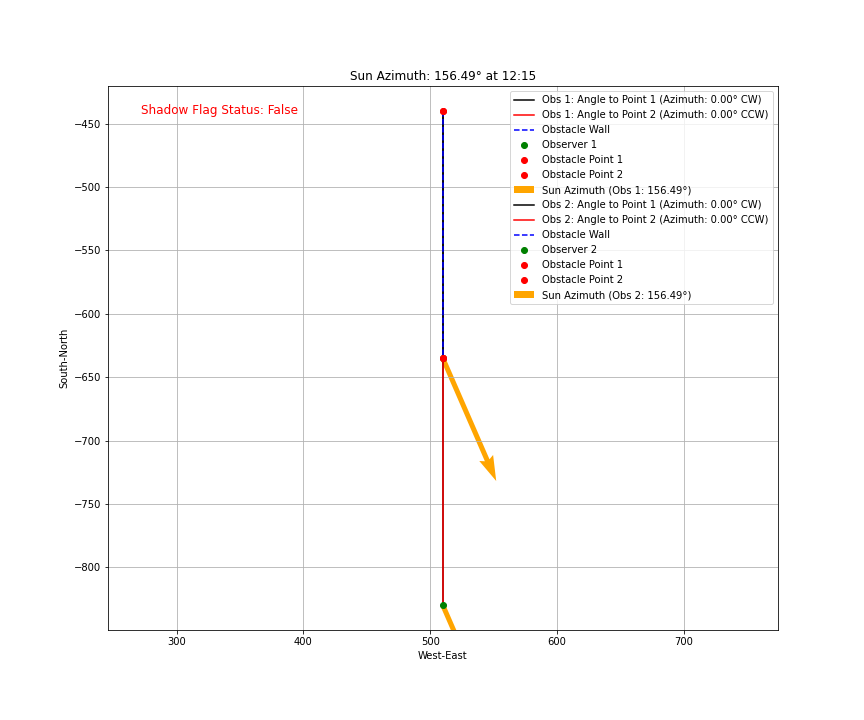 Sun Azimuth: 156.49° at 12:15
Shadow Flag Status: False
Obs 1: Angle to Point 1 (Azimuth: 0.00° CW)
Obs 1: Angle to Point 2 (Azimuth: 0.00° CCW)
Obstacle Wall
Observer 1
Obstacle Point 1
Obstacle Point 2
Sun Azimuth (Obs 1: 156.49°)
Obs 2: Angle to Point 1 (Azimuth: 0.00° CW)
Obs 2: Angle to Point 2 (Azimuth: 0.00° CCW)
Obstacle Wall
Observer 2
Obstacle Point 1
Obstacle Point 2
Sun Azimuth (Obs 2: 156.49°)
South-North
−450
−500
−550
−600
−650
−700
−750
−800
300
400
500
600
700
West-East